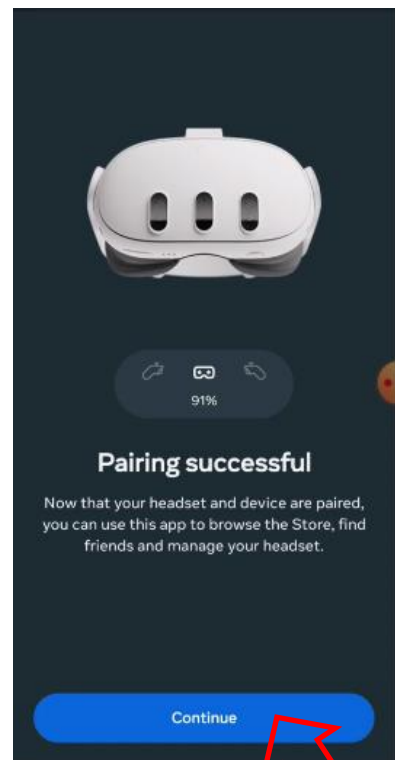 91%
Pairing successful
Now that your headset and device are paired,
you can use this app to browse the Store, find
friends and manage your headset.
Continue